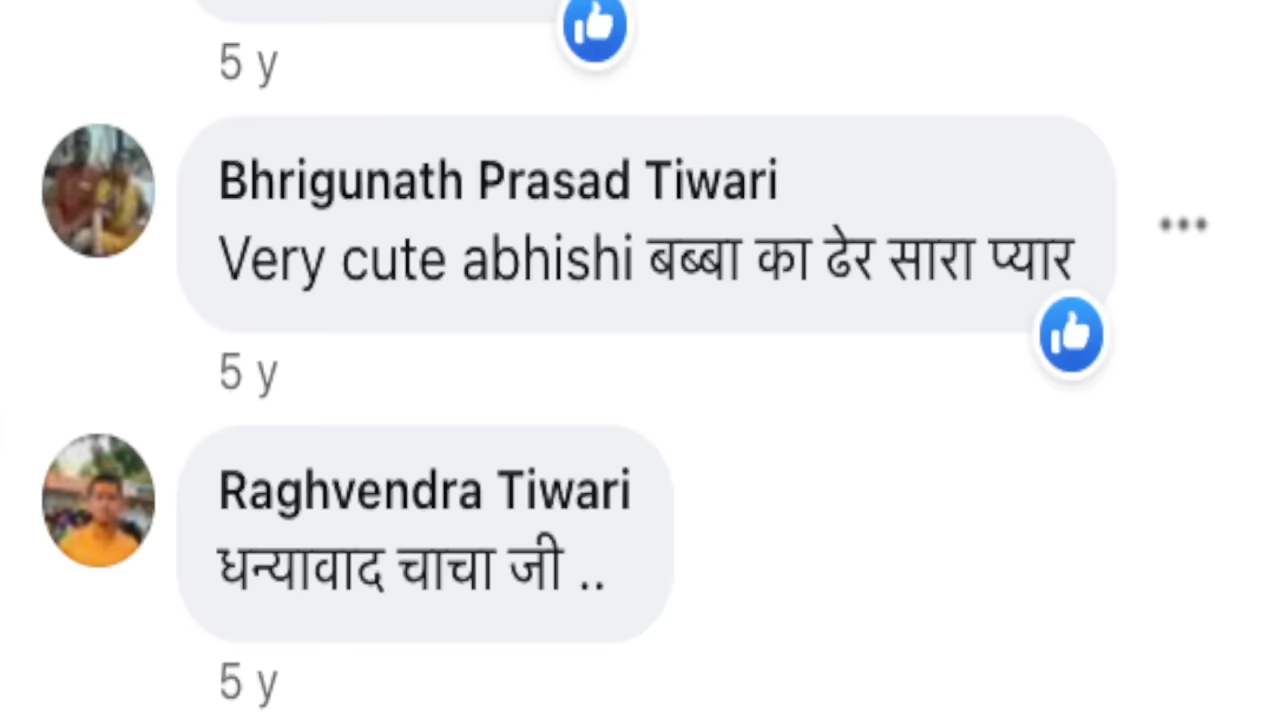 5 y
Bhrigunath Prasad Tiwari
Very cute abhishi बब्बा का ढेर सारा प्यार
5 y
Raghvendra Tiwari
धन्यावाद चाचा जी ..
5 y